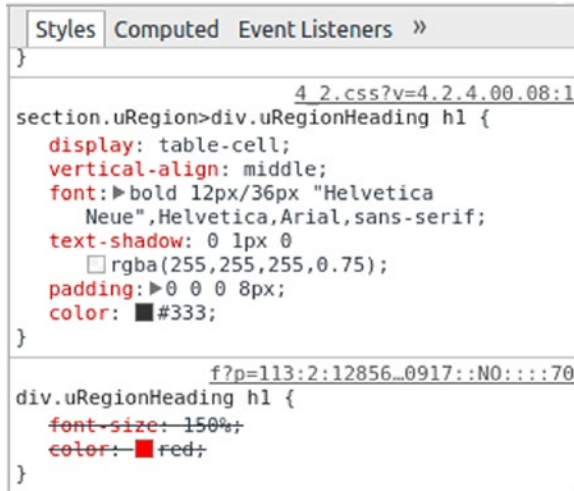 Styles Computed Event Listeners »
}
4_2.css?v=4.2.4.00.08:1
section.uRegion>div.uRegionHeading h1 {
display: table-cell;
vertical-align: middle;
font:▶bold 12px/36px "Helvetica
Neue",Helvetica,Arial,sans-serif;
text-shadow: 0 1px 0
rgba(255,255,255,0.75);
padding:▶0 0 0 8px;
color: #333;
}
f?p=113:2:12856…0917::NO::::70
div.uRegionHeading h1 {
font-size: 150%;
color: red;
}